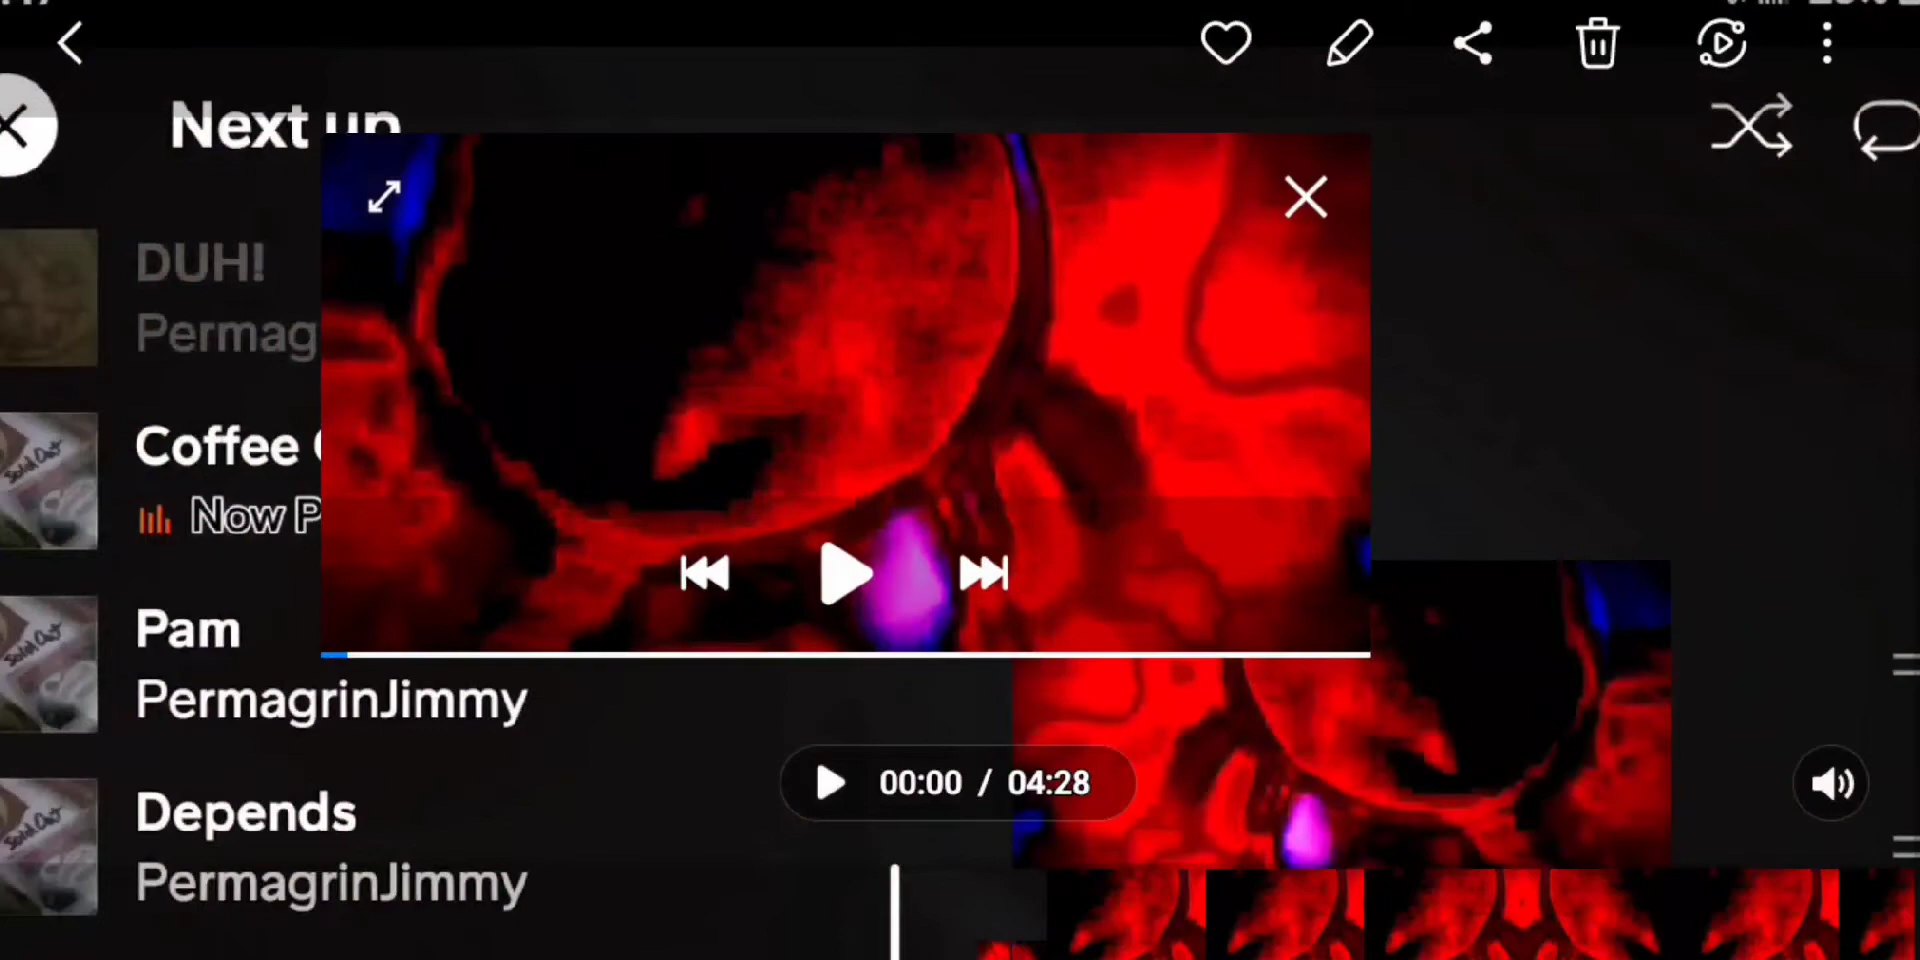 Next up
DUH!
Permag
Coffee
Now P
Pam
PermagrinJimmy
00:00 / 04:28
Depends
PermagrinJimmy